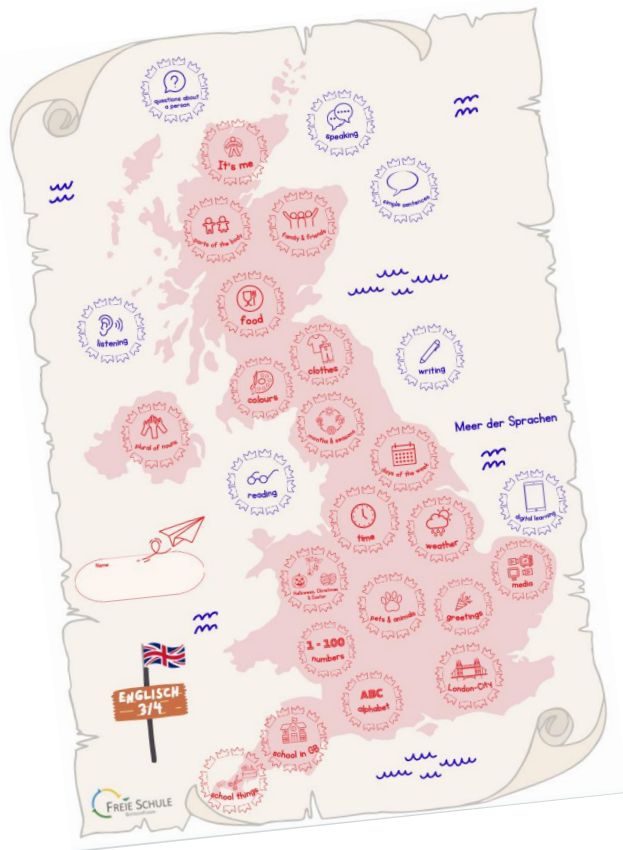 questions about
a person
speaking
It's me
simple sentences
parts of the body
family & friends
food
listening
clothes
writing
colours
plural of nouns
months & seasons
Meer der Sprachen
days of the week
reading
digital learning
time
weather
Name
Halloween, Christmas
& Easter
media
pets & animals
greetings
1 - 100
numbers
London-City
ENGLISCH
3/4
ABC
alphabet
school in GB
school things
FREIE SCHULE